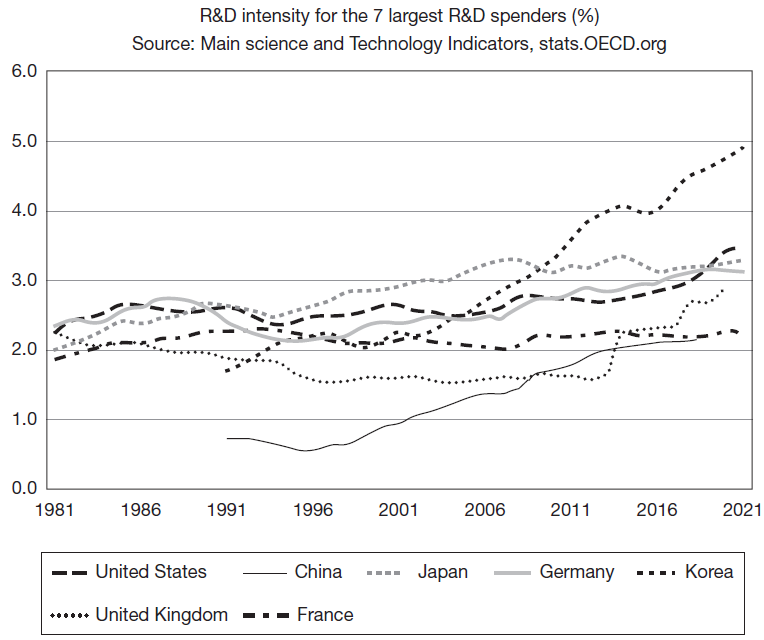 R&D intensity for the 7 largest R&D spenders (%)
Source: Main science and Technology Indicators, stats.OECD.org
6.0
5.0
4.0
3.0
2.0
1.0
0.0
1981 1986 1991 1996 2001 2006 2011 2016 2021
United States China Japan Germany Korea
United Kingdom France